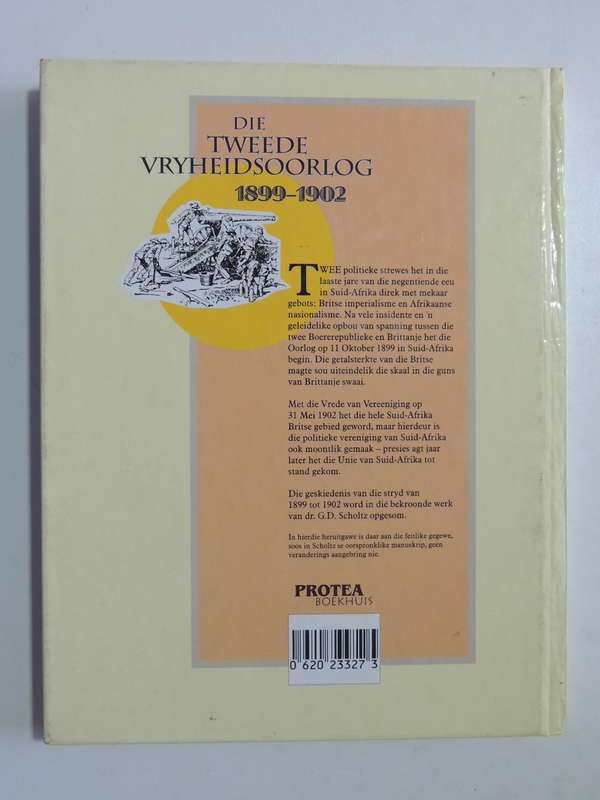 DIE
TWEEDE
VRYHEIDSOORLOG
1899–1902
TWEE politieke strewes het in die
laaste jare van die negentiende eeu
in Suid-Afrika direk met mekaar
gebots: Britse imperialisme en Afrikaanse
nasionalisme. Na vele insidente en 'n
geleidelike opbou van spanning tussen die
twee Boererepublieke en Brittanje het die
Oorlog op 11 Oktober 1899 in Suid-Afrika
begin. Die getalsterkte van die Britse
magte sou uiteindelik die skaal in die guns
van Brittanje swaai.
Met die Vrede van Vereeniging op
31 Mei 1902 het die hele Suid-Afrika
Britse gebied geword, maar hierdeur is
die politieke vereniging van Suid-Afrika
ook moontlik gemaak – presies agt jaar
later het die Unie van Suid-Afrika tot
stand gekom.
Die geskiedenis van die stryd van
1899 tot 1902 word in dié bekroonde werk
van dr. G.D. Scholtz opgesom.
In hierdie heruitgawe is daar aan die feitlike gegewe,
soos in Scholtz se oorspronklike manuskrip, geen
veranderings aangebring nie.
PROTEA
BOEKHUIS
0 620 23327 3